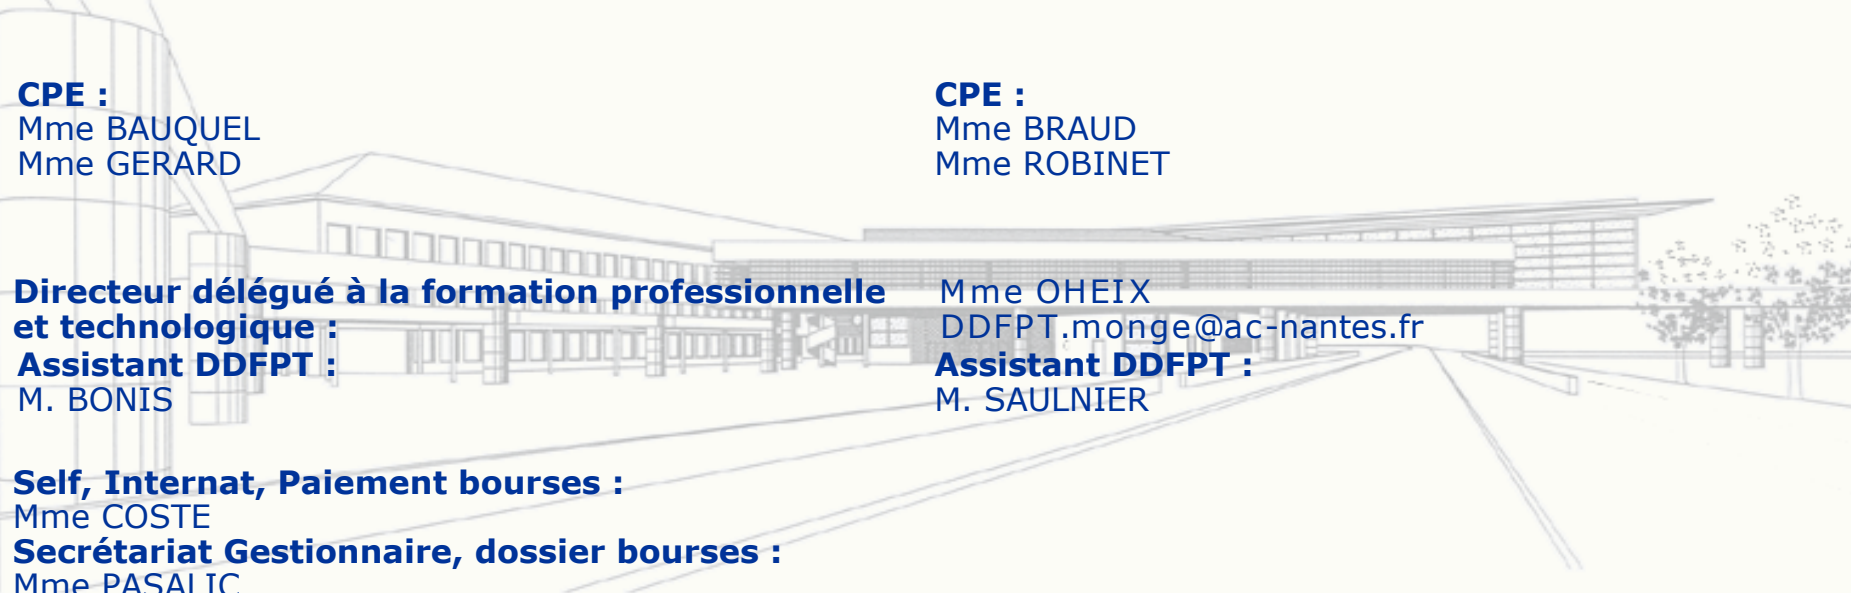 CPE :
Mme BAUQUEL
Mme GERARD
CPE :
Mme BRAUD
Mme ROBINET
Directeur délégué à la formation professionnelle
et technologique :
Mme OHEIX
DDFPT.monge@ac-nantes.fr
Assistant DDFPT :
M. BONIS
Assistant DDFPT :
M. SAULNIER
Self, Internat, Paiement bourses :
Mme COSTE
Secrétariat Gestionnaire, dossier bourses :
Mme PASALIC